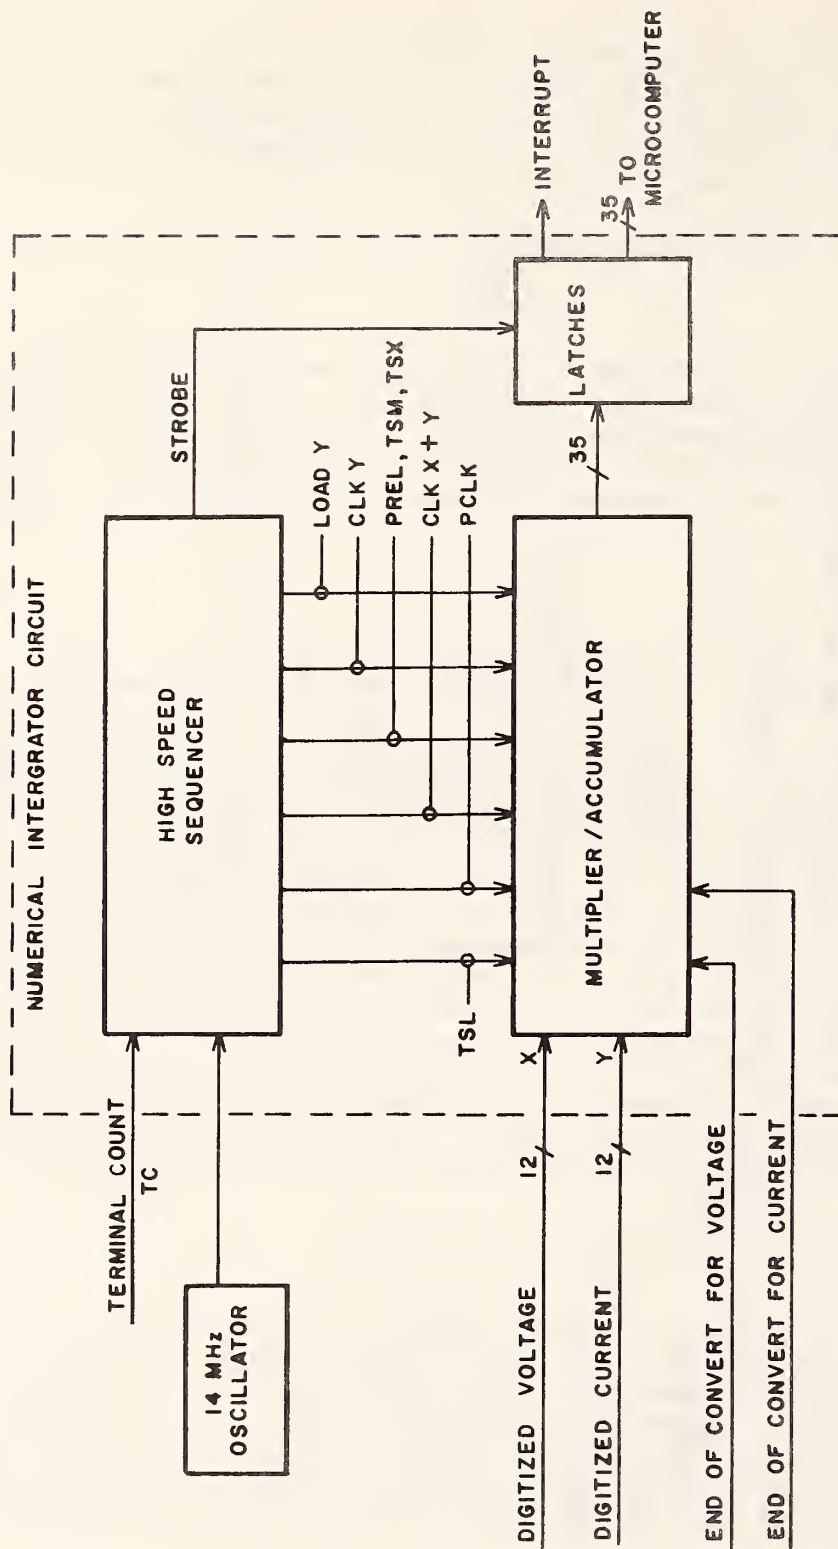 NUMERICAL INTERGRATOR CIRCUIT
TERMINAL COUNT
TC
14 MHz
OSCILLATOR
HIGH SPEED
SEQUENCER
STROBE
LOAD Y
CLK Y
PREL, TSM, TSX
CLK X + Y
PCLK
TSL
DIGITIZED VOLTAGE
12
X
DIGITIZED CURRENT
12
Y
MULTIPLIER / ACCUMULATOR
35
LATCHES
INTERRUPT
35
TO
MICROCOMPUTER
END OF CONVERT FOR VOLTAGE
END OF CONVERT FOR CURRENT